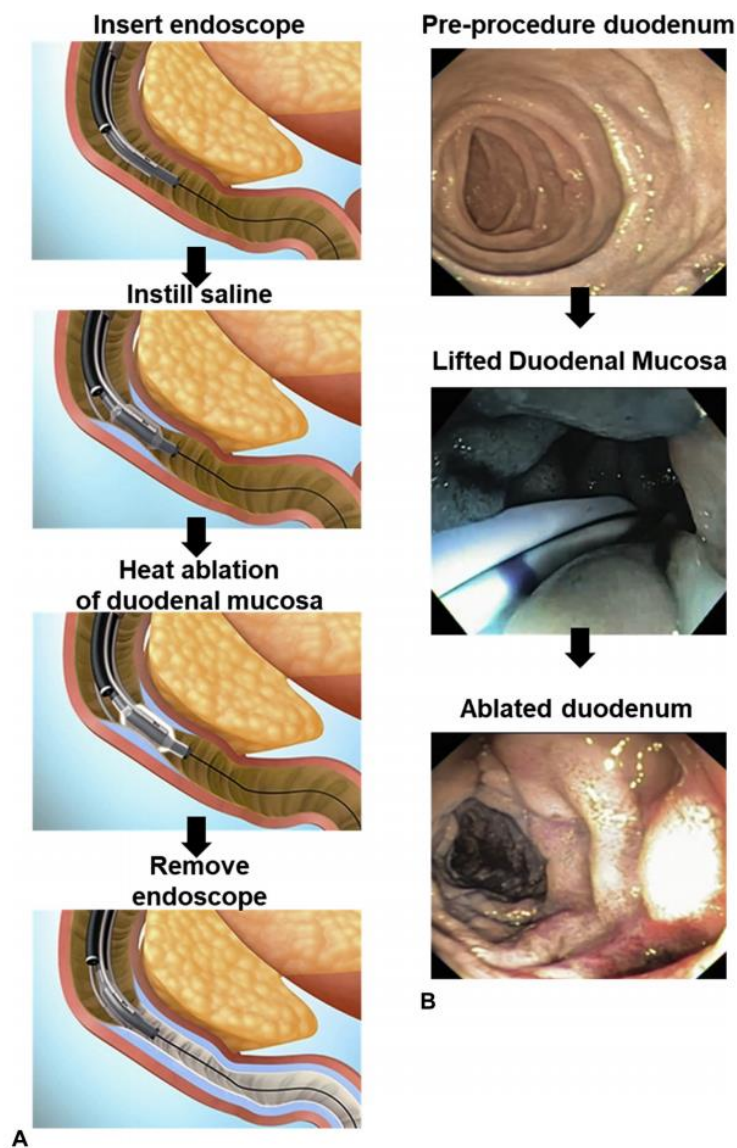 Insert endoscope
Instill saline
Heat ablation
of duodenal mucosa
Remove
endoscope
A
Pre-procedure duodenum
Lifted Duodenal Mucosa
Ablated duodenum
B